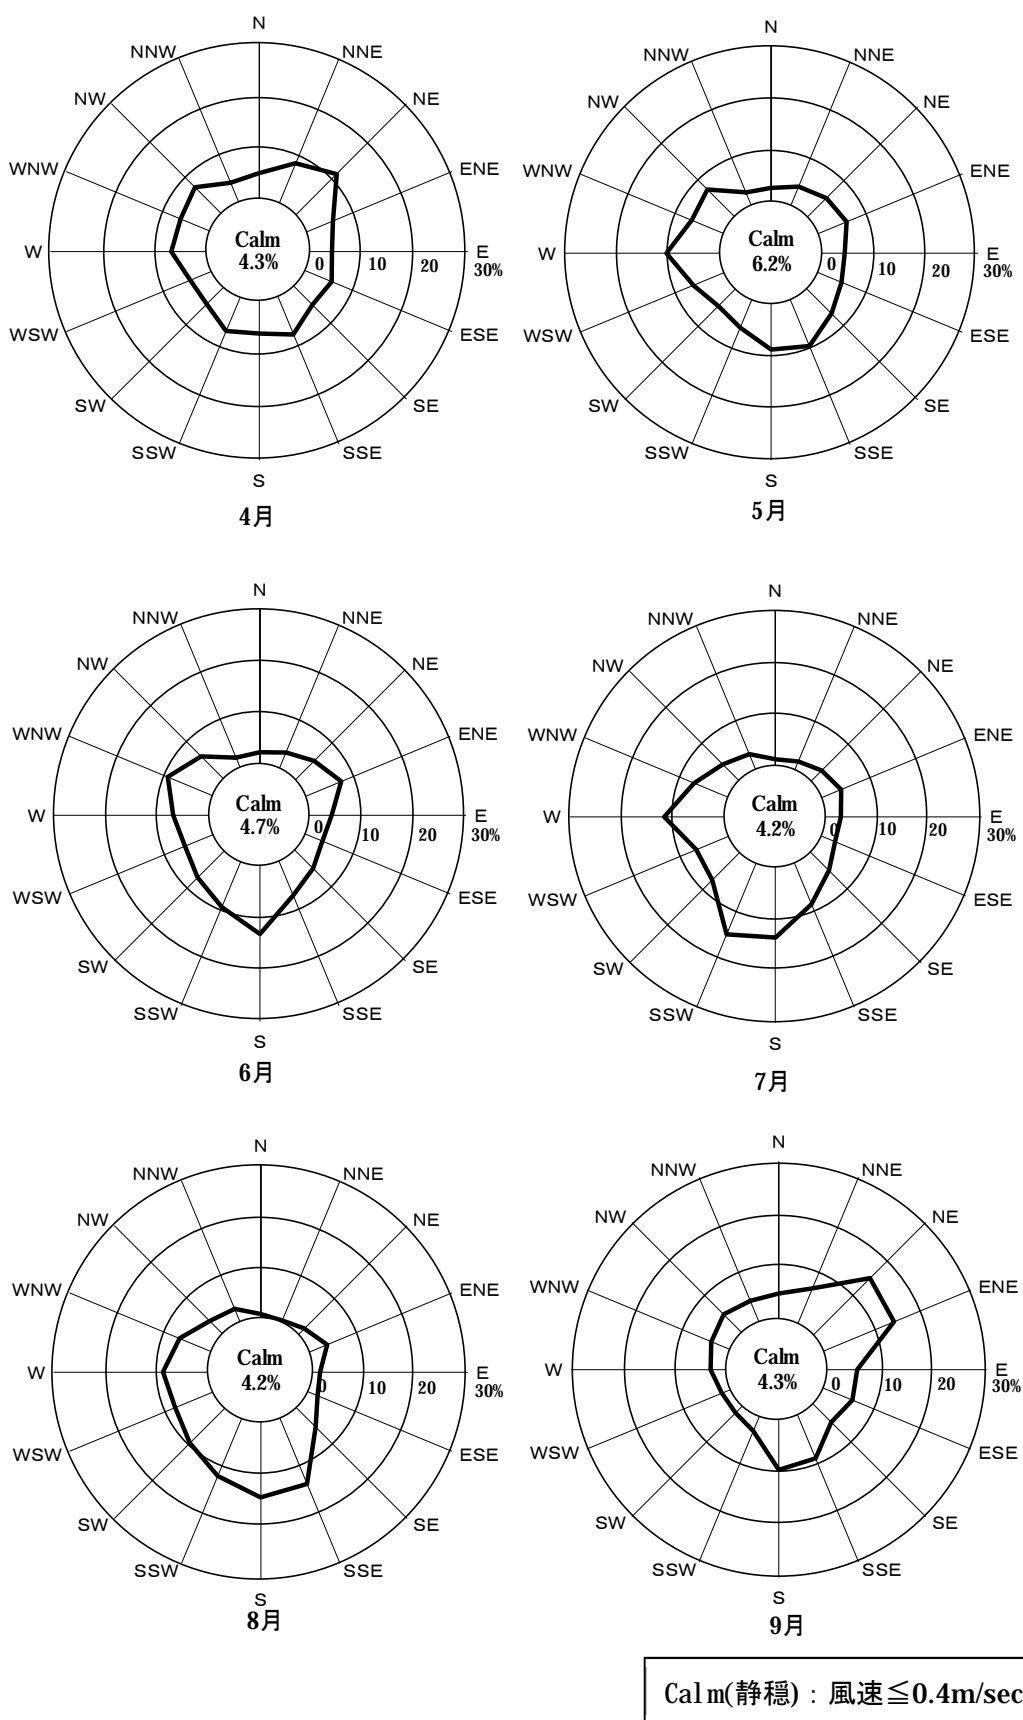 N
NNW NNE
NW NE
WNW ENE
W Calm 4.3% 0 10 20 E 30%
WSW ESE
SW SE
SSW SSE
S
4月
N
NNW NNE
NW NE
WNW ENE
W Calm 6.2% 0 10 20 E 30%
WSW ESE
SW SE
SSW SSE
S
5月
N
NNW NNE
NW NE
WNW ENE
W Calm 4.7% 0 10 20 E 30%
WSW ESE
SW SE
SSW SSE
S
6月
N
NNW NNE
NW NE
WNW ENE
W Calm 4.2% 0 10 20 E 30%
WSW ESE
SW SE
SSW SSE
S
7月
N
NNW NNE
NW NE
WNW ENE
W Calm 4.2% 0 10 20 E 30%
WSW ESE
SW SE
SSW SSE
S
8月
N
NNW NNE
NW NE
WNW ENE
W Calm 4.3% 0 10 20 E 30%
WSW ESE
SW SE
SSW SSE
S
9月
Calm(静穏)：風速≦0.4m/sec